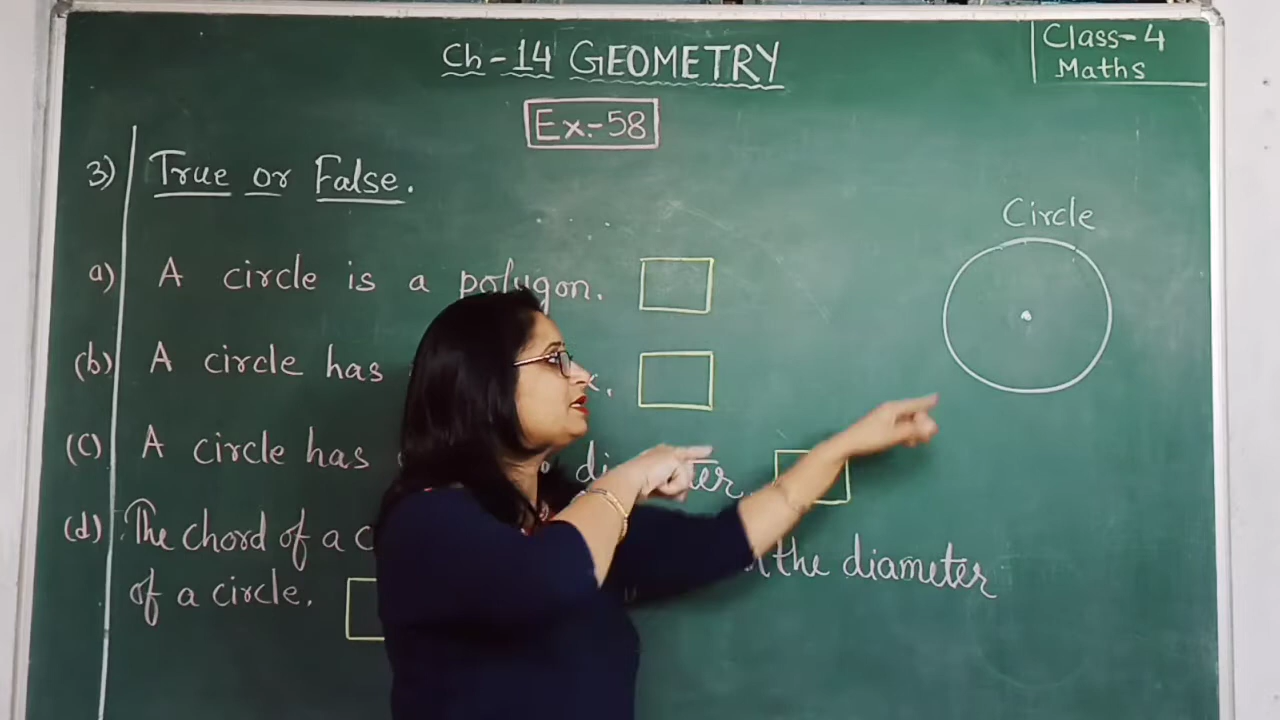 Ch-14 GEOMETRY
Class-4
Maths
Ex:-58
3) True or False.
Circle
a) A circle is a polygon.
(b) A circle has
(c) A circle has
(d) The chord of a the diameter
of a circle.